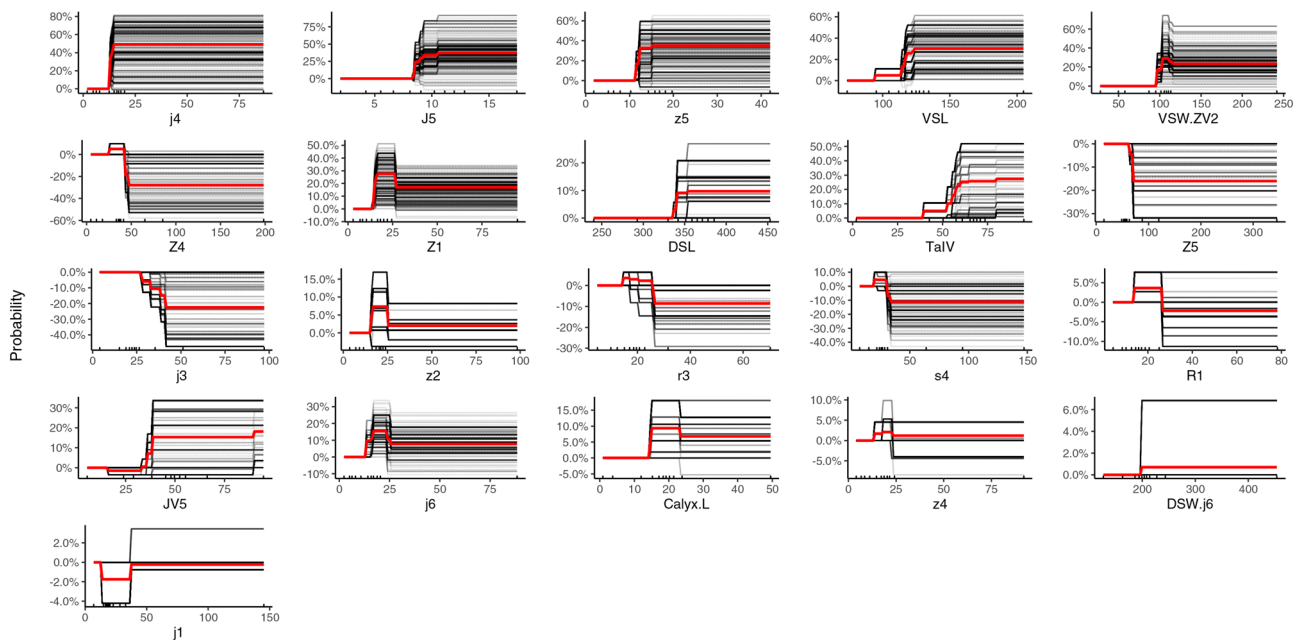 Probability
80%
60%
40%
20%
0%
0 25 50 75
j4
75%
50%
25%
0%
5 10 15
J5
60%
40%
20%
0%
0 10 20 30 40
z5
60%
40%
20%
0%
100 150 200
VSL
60%
40%
20%
0%
50 100 150 200 250
VSW.ZV2
0%
-20%
-40%
-60%
0 50 100 150 200
Z4
50.0%
40.0%
30.0%
20.0%
10.0%
0.0%
-10.0%
0 25 50 75
Z1
20%
10%
0%
250 300 350 400 450
DSL
50.0%
40.0%
30.0%
20.0%
10.0%
0.0%
0 25 50 75
TaIV
0%
-10%
-20%
-30%
0 100 200 300
Z5
0.0%
-10.0%
-20.0%
-30.0%
-40.0%
0 25 50 75 100
j3
15.0%
10.0%
5.0%
0.0%
0 25 50 75 100
z2
0%
-10%
-20%
-30%
20 40 60
r3
10.0%
0.0%
-10.0%
-20.0%
-30.0%
-40.0%
50 100 150
s4
5.0%
0.0%
-5.0%
-10.0%
0 20 40 60 80
R1
30%
20%
10%
0%
25 50 75
JV5
30%
20%
10%
0%
-10%
0 25 50 75
j6
15.0%
10.0%
5.0%
0.0%
-5.0%
0 10 20 30 40 50
Calyx.L
10.0%
5.0%
0.0%
-5.0%
0 25 50 75
z4
6.0%
4.0%
2.0%
0.0%
200 300 400
DSW.j6
2.0%
0.0%
-2.0%
-4.0%
0 50 100 150
j1